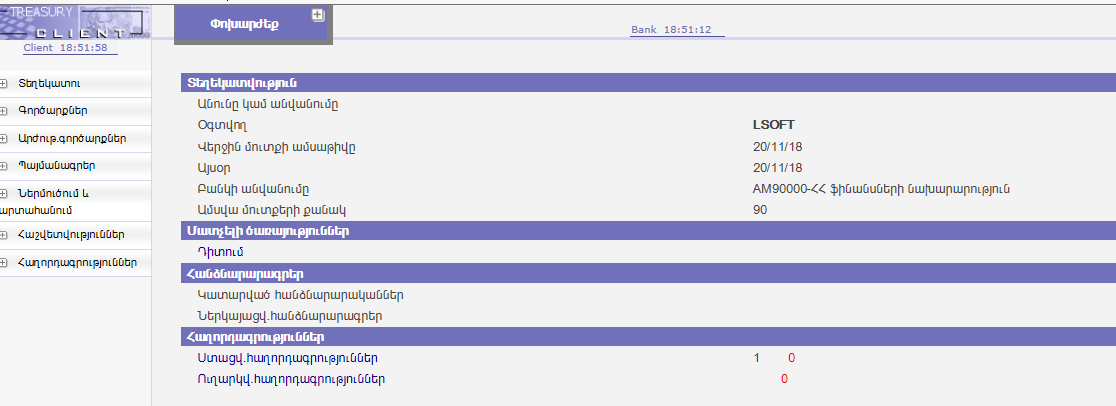 TREASURY
CLIENT
Client 18:51:58
Փոխարժեք
Bank 18:51:12
Տեղեկատու
Գործարքներ
Արժութ.գործարքներ
Պայմանագրեր
Ներմուծում և
արտահանում
Հաշվետվություններ
Հաղորդագրություններ
Տեղեկատվություն
Անունը կամ անվանումը
Օգտվող LSOFT
Վերջին մուտքի ամսաթիվը 20/11/18
Այսօր 20/11/18
Բանկի անվանումը AM90000-ՀՀ ֆինանսների նախարարություն
Ամսվա մուտքերի քանակ 90
Մատչելի ծառայություններ
Դիտում
Հանձնարարագրեր
Կատարված հանձնարարականներ
Ներկայացվ.հանձնարարագրեր
Հաղորդագրություններ
Ստացվ.հաղորդագրություններ 1 0
Ուղարկվ.հաղորդագրություններ 0